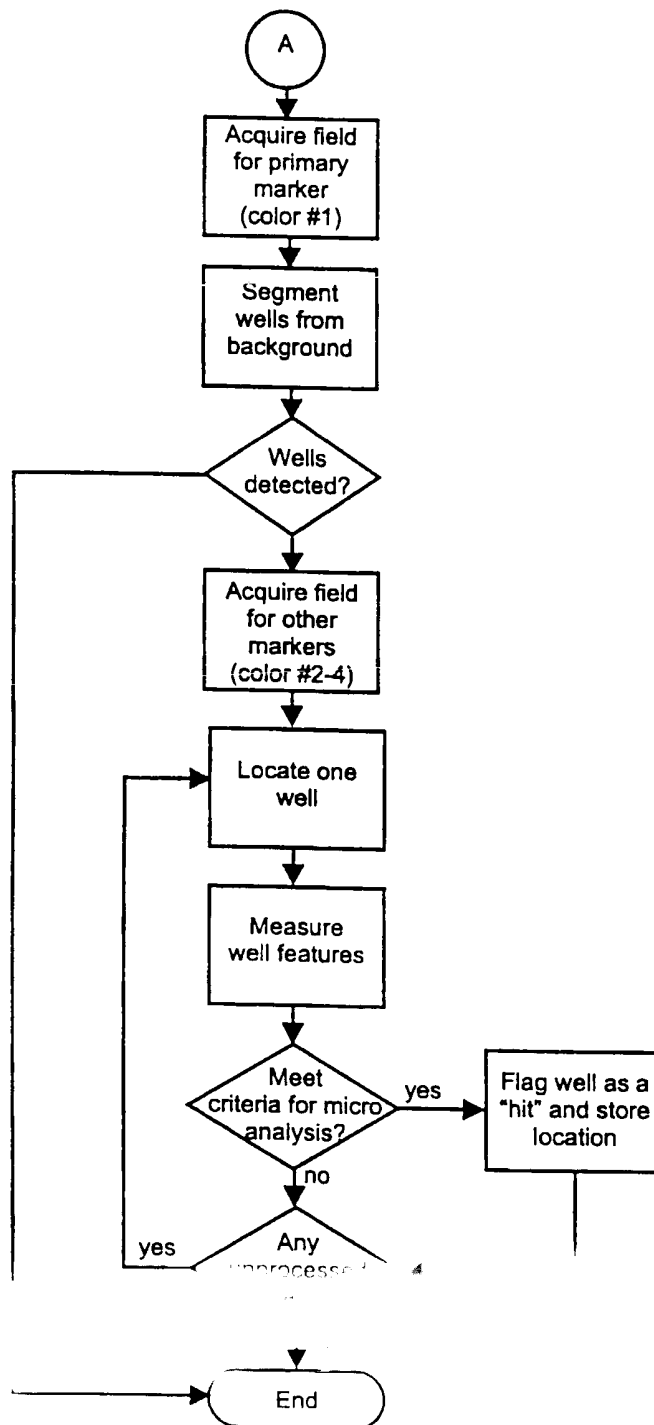 A
Acquire field
for primary
marker
(color #1)
Segment
wells from
background
Wells
detected?
Acquire field
for other
markers
(color #2-4)
Locate one
well
Measure
well features
Meet
criteria for micro
analysis?
yes
Flag well as a
"hit" and store
location
no
yes
Any
End